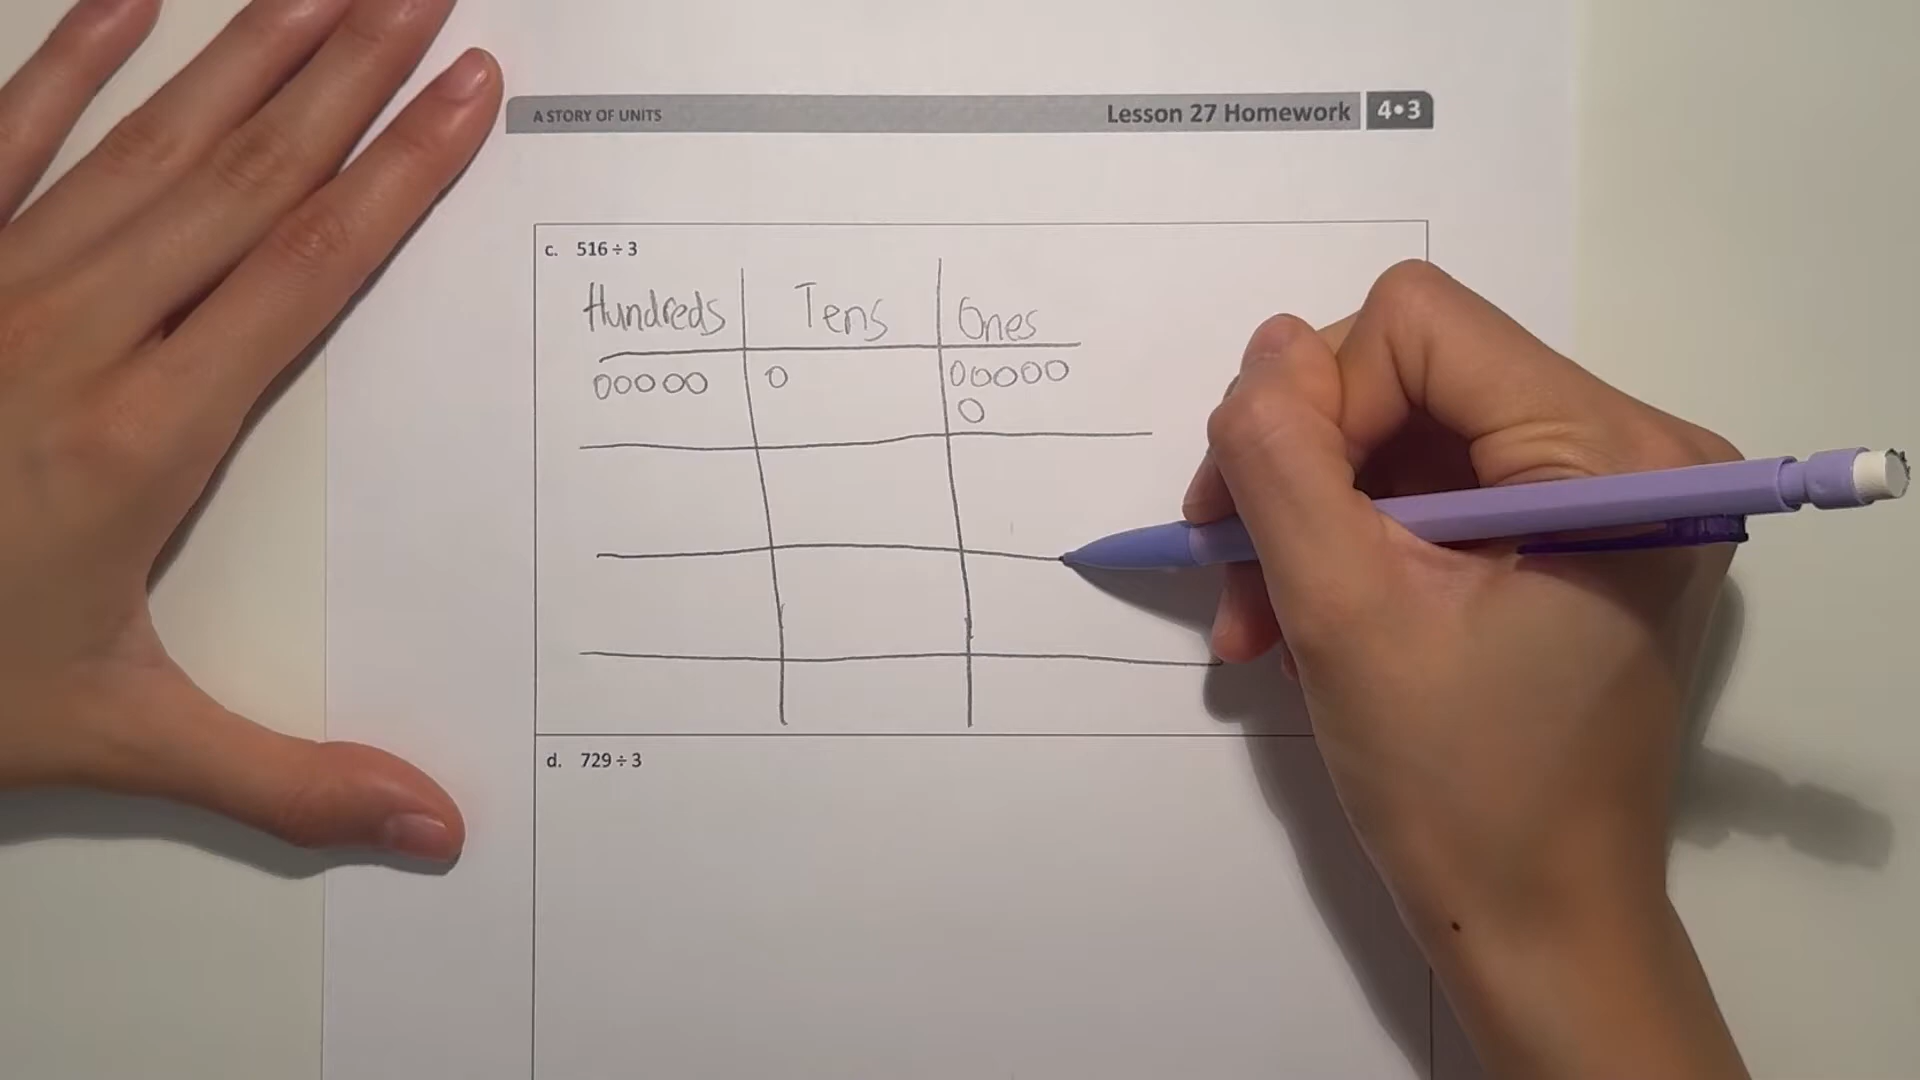 A STORY OF UNITS Lesson 27 Homework 4•3
c. 516 ÷ 3
Hundreds Tens Ones
d. 729 ÷ 3